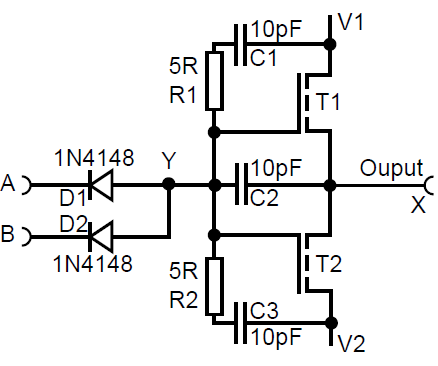 10pF
V1
5R
C1
R1
T1
1N4148
Y
10pF
Ouput
A
D1
C2
X
B
D2
1N4148
5R
T2
R2
C3
10pF
V2